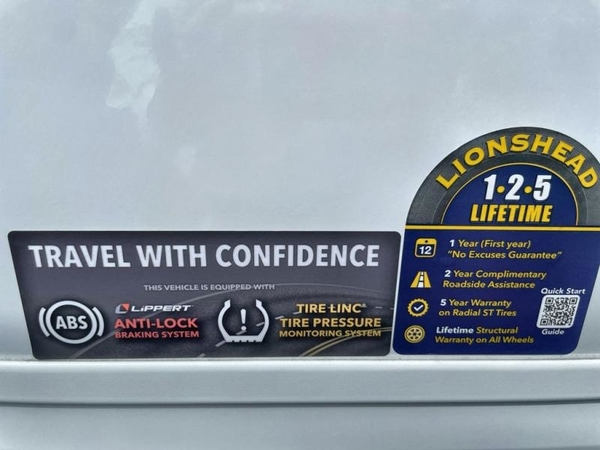 TRAVEL WITH CONFIDENCE
THIS VEHICLE IS EQUIPPED WITH
ABS
LIPPERT
ANTI-LOCK
BRAKING SYSTEM
!
TIRE LINC®
TIRE PRESSURE
MONITORING SYSTEM
LIONSHEAD
1•2•5
LIFETIME
12
1 Year (First year)
"No Excuses Guarantee"
2 Year Complimentary
Roadside Assistance
5 Year Warranty
on Radial ST Tires
Lifetime Structural
Warranty on All Wheels
Quick Start
Guide